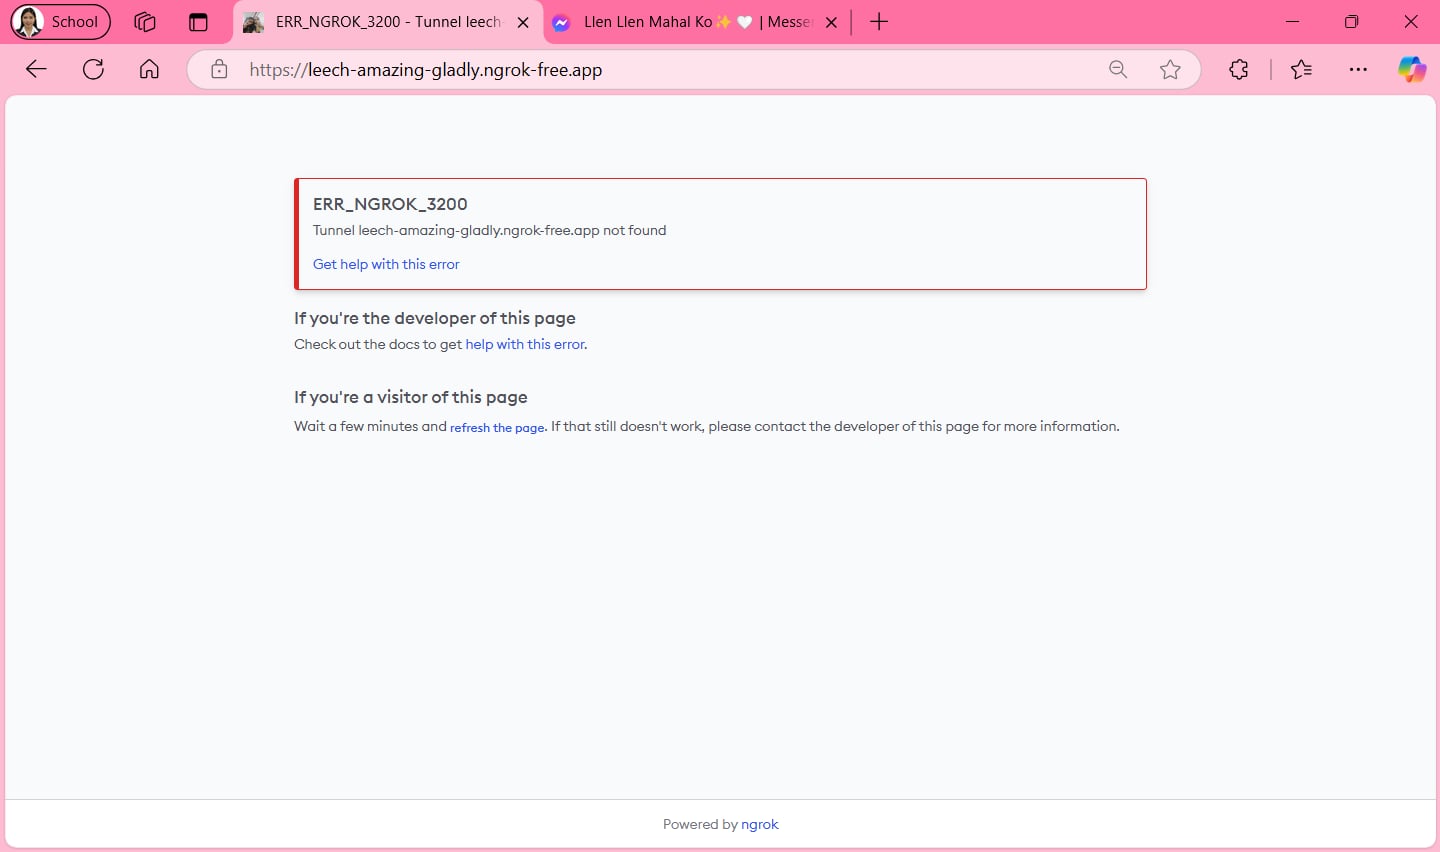 School
ERR_NGROK_3200 - Tunnel leech-
Llen Llen Mahal Ko✨🤍 | Messen
https://leech-amazing-gladly.ngrok-free.app
ERR_NGROK_3200
Tunnel leech-amazing-gladly.ngrok-free.app not found
Get help with this error
If you're the developer of this page
Check out the docs to get help with this error.
If you're a visitor of this page
Wait a few minutes and refresh the page. If that still doesn't work, please contact the developer of this page for more information.
Powered by ngrok